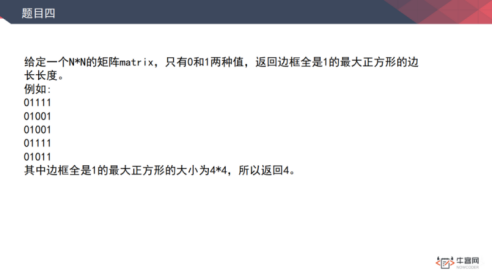 题目四
给定一个N*N的矩阵matrix，只有0和1两种值，返回边框全是1的最大正方形的边
长长度。
例如:
01111
01001
01001
01111
01011
其中边框全是1的最大正方形的大小为4*4，所以返回4。
牛客网